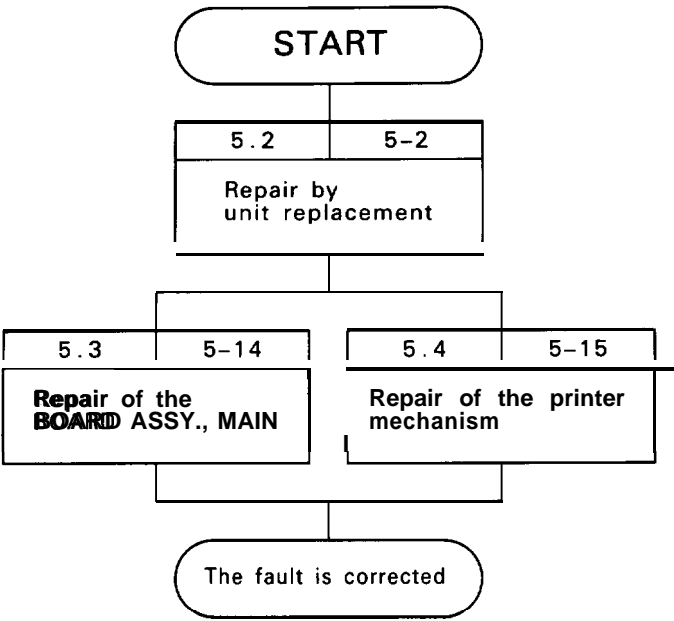 START
5.2 5-2
Repair by
unit replacement
5.3 5-14
Repair of the
BOARD ASSY., MAIN
5.4 5-15
Repair of the printer
mechanism
The fault is corrected